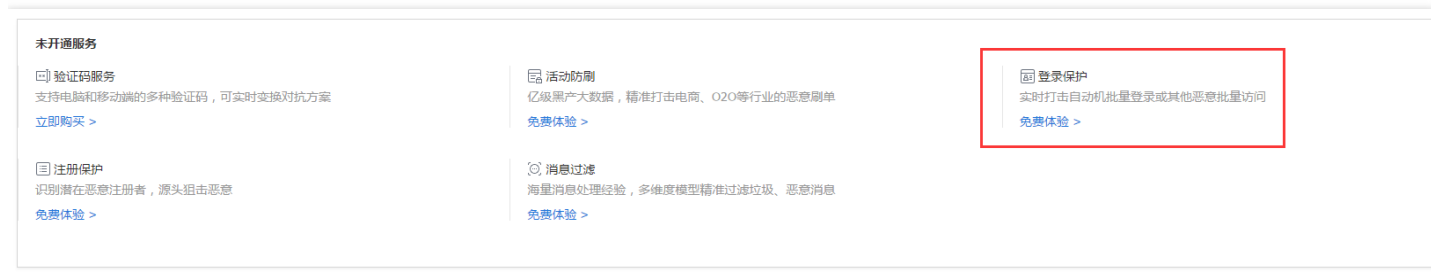 未开通服务
验证码服务
支持电脑和移动端的多种验证码，可实时变换对抗方案
立即购买 >
活动防刷
亿级黑产大数据，精准打击电商、O2O等行业的恶意刷单
免费体验 >
登录保护
实时打击自动机批量登录或其他恶意批量访问
免费体验 >
注册保护
识别潜在恶意注册者，源头狙击恶意
免费体验 >
消息过滤
海量消息处理经验，多维度模型精准过滤垃圾、恶意消息
免费体验 >